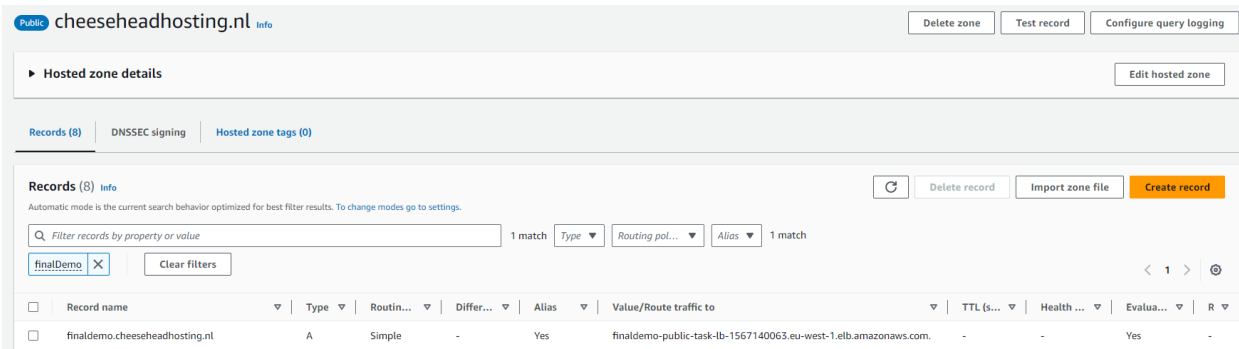 Public cheeseheadhosting.nl Info Delete zone Test record Configure query logging
Hosted zone details Edit hosted zone
Records (8) DNSSEC signing Hosted zone tags (0)
Records (8) Info Delete record Import zone file Create record
Automatic mode is the current search behavior optimized for best filter results. To change modes go to settings.
Filter records by property or value 1 match Type Routing pol... Alias 1 match
finalDemo Clear filters 1
Record name Type Routin... Differ... Alias Value/Route traffic to TTL (s... Health ... Evalua... R
finaldemo.cheeseheadhosting.nl A Simple - Yes finaldemo-public-task-lb-1567140063.eu-west-1.elb.amazonaws.com. - - Yes -